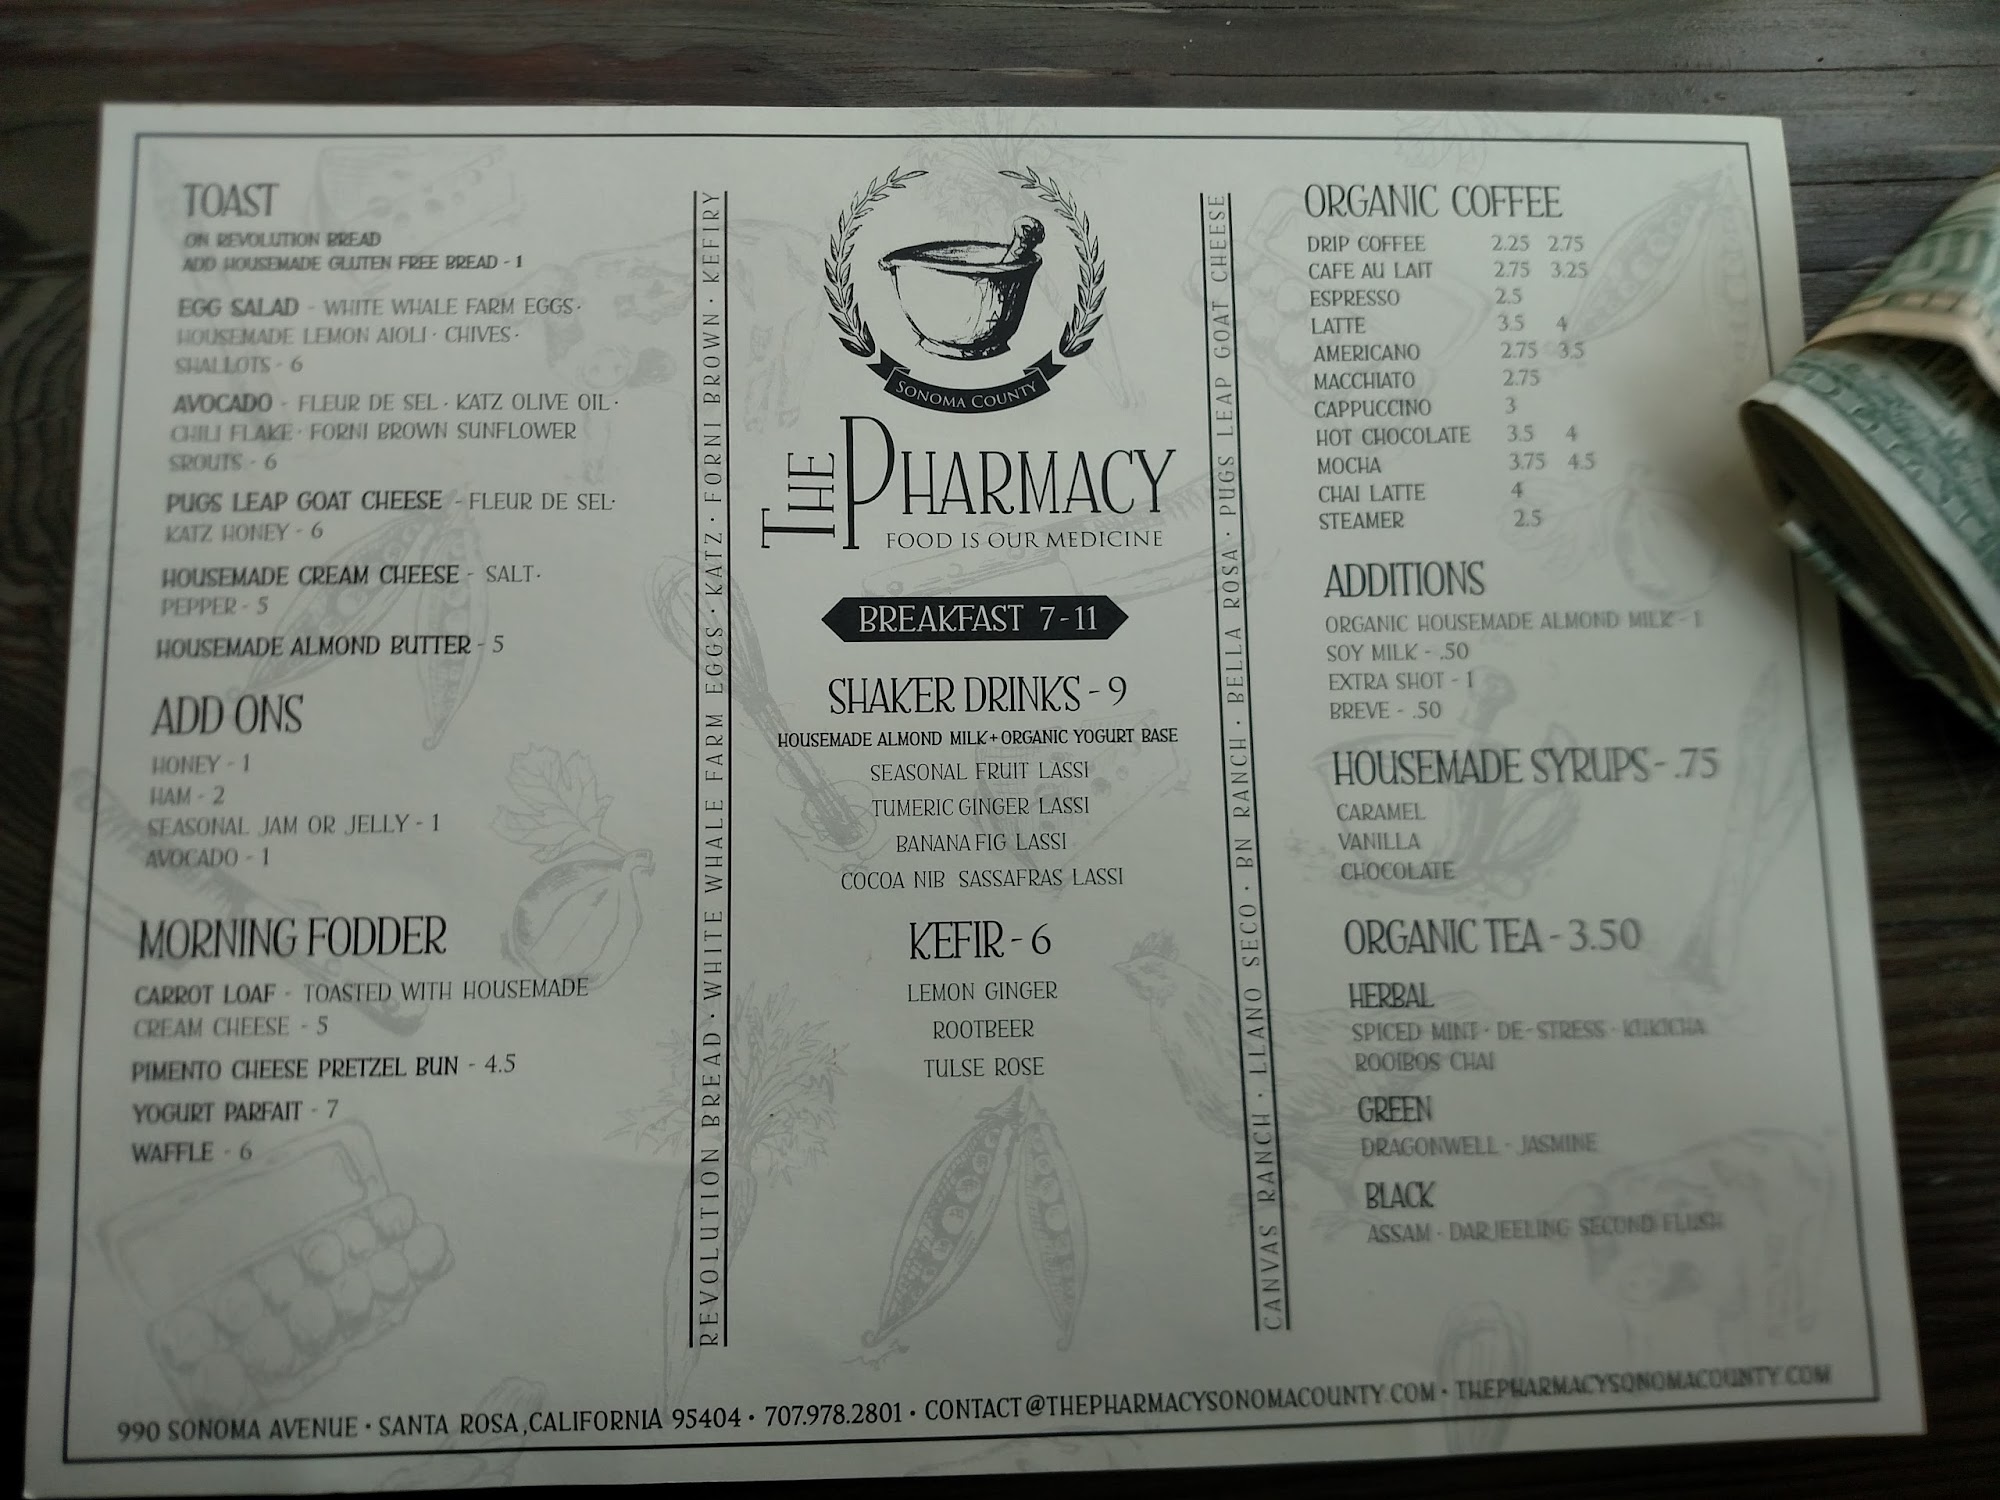 TOAST
ON REVOLUTION BREAD
ADD HOUSEMADE GLUTEN FREE BREAD - 1
EGG SALAD - WHITE WHALE FARM EGGS ·
HOUSEMADE LEMON AIOLI · CHIVES ·
SHALLOTS - 6
AVOCADO - FLEUR DE SEL · KATZ OLIVE OIL ·
CHILI FLAKE · FORNI BROWN SUNFLOWER
SROUTS - 6
PUGS LEAP GOAT CHEESE - FLEUR DE SEL ·
KATZ HONEY - 6
HOUSEMADE CREAM CHEESE - SALT ·
PEPPER - 5
HOUSEMADE ALMOND BUTTER - 5
ADD ONS
HONEY - 1
HAM - 2
SEASONAL JAM OR JELLY - 1
AVOCADO - 1
MORNING FODDER
CARROT LOAF - TOASTED WITH HOUSEMADE
CREAM CHEESE - 5
PIMENTO CHEESE PRETZEL BUN - 4.5
YOGURT PARFAIT - 7
WAFFLE - 6
REVOLUTION BREAD · WHITE WHALE FARM EGGS · KATZ · FORNI BROWN · KEFIRY
SONOMA COUNTY
THE PHARMACY
FOOD IS OUR MEDICINE
BREAKFAST 7-11
SHAKER DRINKS - 9
HOUSEMADE ALMOND MILK + ORGANIC YOGURT BASE
SEASONAL FRUIT LASSI
TUMERIC GINGER LASSI
BANANA FIG LASSI
COCOA NIB SASSAFRAS LASSI
KEFIR - 6
LEMON GINGER
ROOTBEER
TULSE ROSE
CANVAS RANCH · LLANO SECO · BN RANCH · BELLA ROSA · PUGS LEAP GOAT CHEESE
ORGANIC COFFEE
DRIP COFFEE 2.25 2.75
CAFE AU LAIT 2.75 3.25
ESPRESSO 2.5
LATTE 3.5 4
AMERICANO 2.75 3.5
MACCHIATO 2.75
CAPPUCCINO 3
HOT CHOCOLATE 3.5 4
MOCHA 3.75 4.5
CHAI LATTE 4
STEAMER 2.5
ADDITIONS
ORGANIC HOUSEMADE ALMOND MILK - 1
SOY MILK - .50
EXTRA SHOT - 1
BREVE - .50
HOUSEMADE SYRUPS - .75
CARAMEL
VANILLA
CHOCOLATE
ORGANIC TEA - 3.50
HERBAL
SPICED MINT · DE-STRESS · KUKICHA
ROOIBOS CHAI
GREEN
DRAGONWELL · JASMINE
BLACK
ASSAM · DARJEELING SECOND FLUSH
990 SONOMA AVENUE · SANTA ROSA, CALIFORNIA 95404 · 707.978.2801 · CONTACT@THEPHARMACYSONOMACOUNTY.COM · THEPHARMACYSONOMACOUNTY.COM